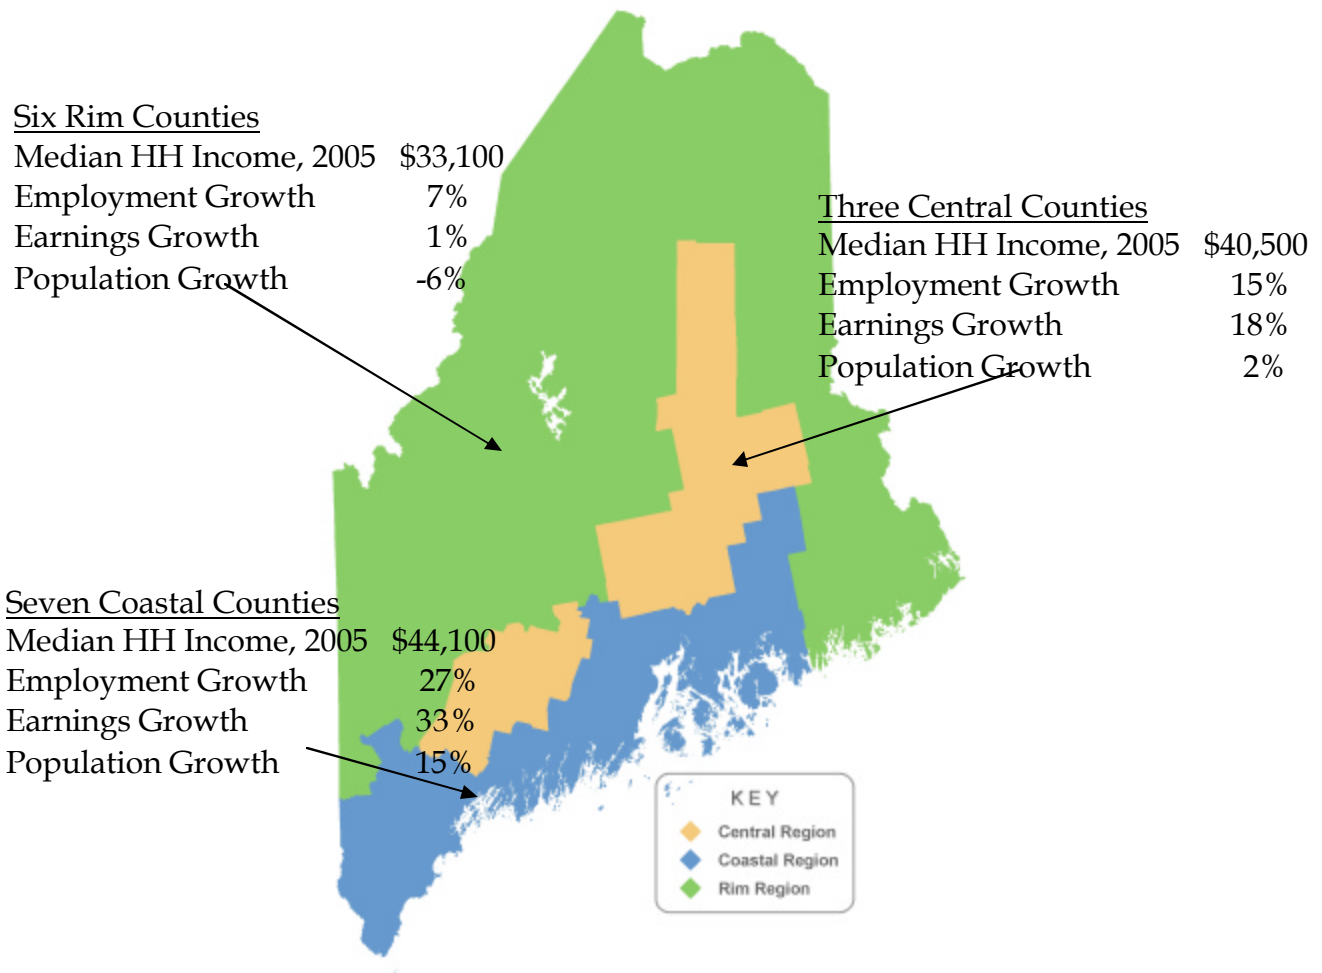 Six Rim Counties
Median HH Income, 2005 $33,100
Employment Growth 7%
Earnings Growth 1%
Population Growth -6%
Three Central Counties
Median HH Income, 2005 $40,500
Employment Growth 15%
Earnings Growth 18%
Population Growth 2%
Seven Coastal Counties
Median HH Income, 2005 $44,100
Employment Growth 27%
Earnings Growth 33%
Population Growth 15%
KEY
Central Region
Coastal Region
Rim Region